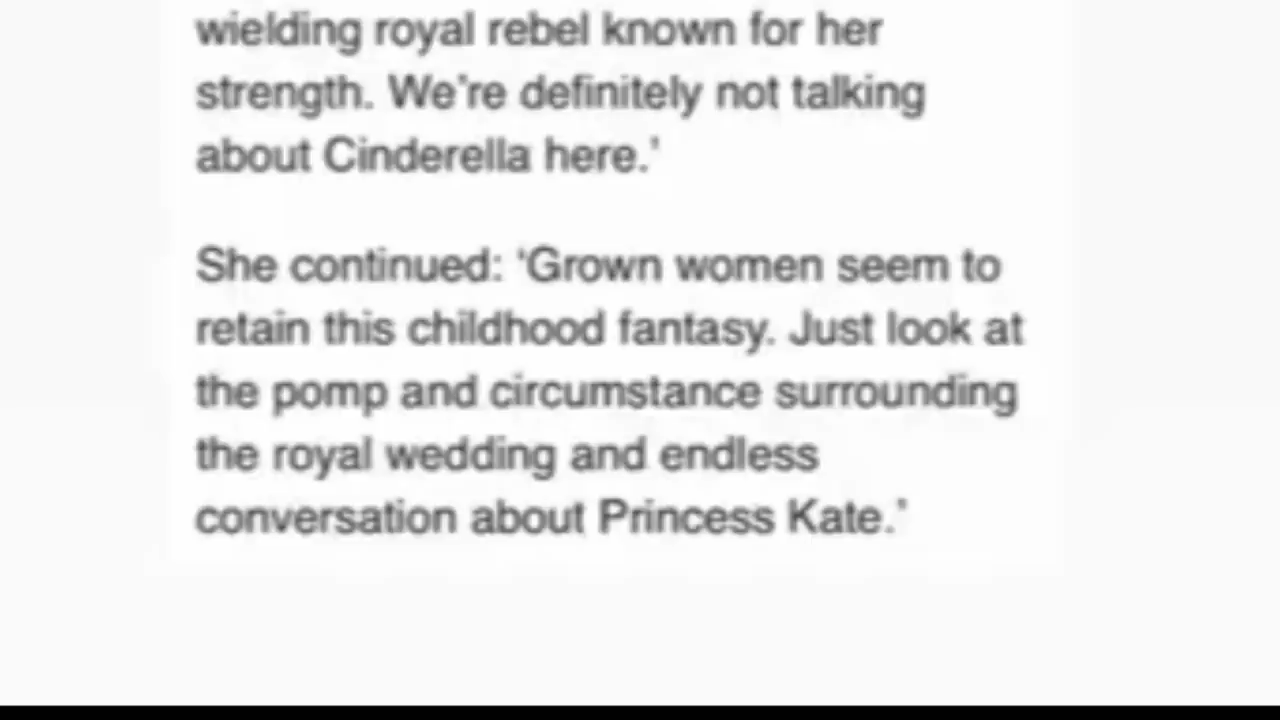 wielding royal rebel known for her
strength. We're definitely not talking
about Cinderella here.'
She continued: 'Grown women seem to
retain this childhood fantasy. Just look at
the pomp and circumstance surrounding
the royal wedding and endless
conversation about Princess Kate.'